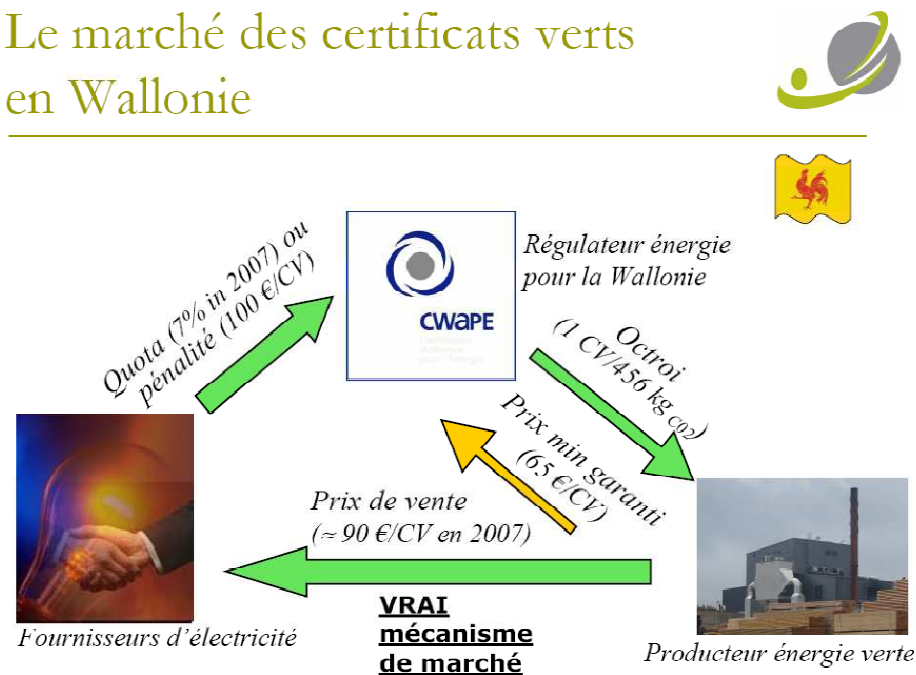 Le marché des certificats verts
en Wallonie
Quota (7% in 2007) ou
pénalité (100 €/CV)
CWaPE
Régulateur énergie
pour la Wallonie
Octroi
(1 CV/456 kg CO2)
Prix min garanti
(65 €/CV)
Prix de vente
(≈ 90 €/CV en 2007)
VRAI
mécanisme
de marché
Fournisseurs d'électricité
Producteur énergie verte